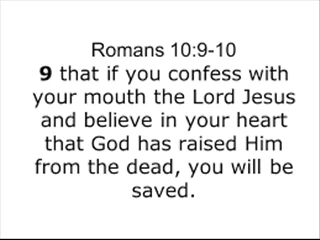 Romans 10:9-10
9 that if you confess with
your mouth the Lord Jesus
and believe in your heart
that God has raised Him
from the dead, you will be
saved.